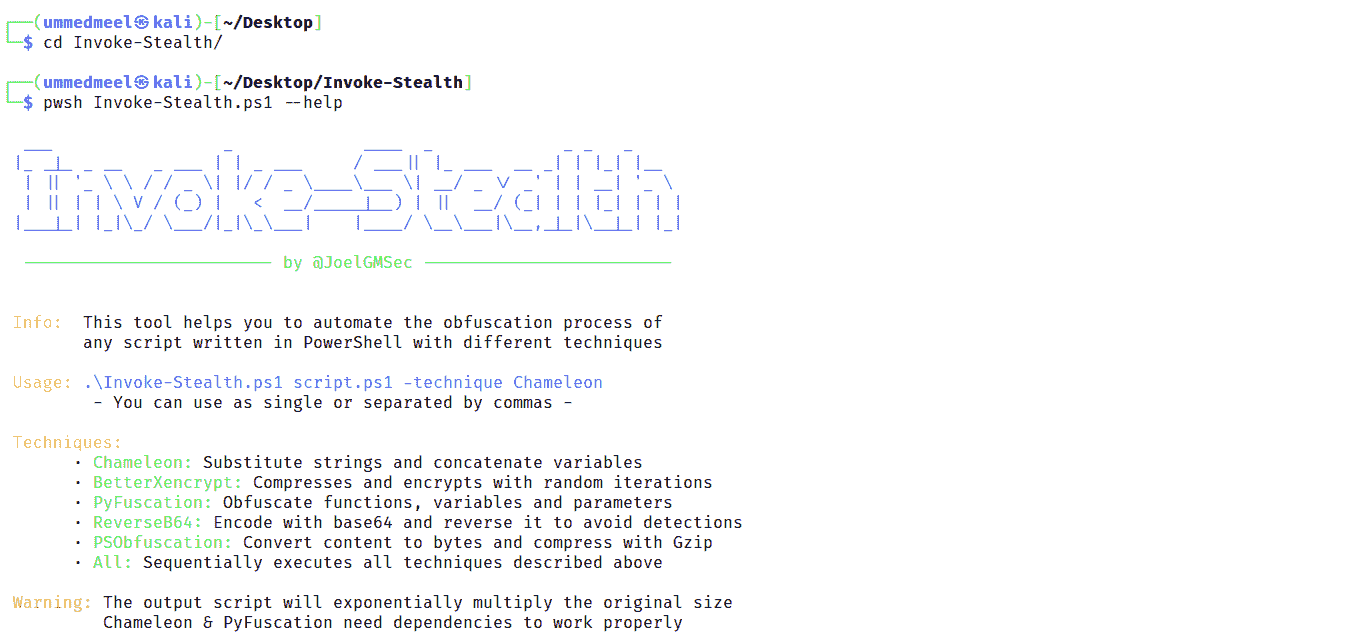 (ummedmeel㉿kali)-[~/Desktop]
$ cd Invoke-Stealth/
(ummedmeel㉿kali)-[~/Desktop/Invoke-Stealth]
$ pwsh Invoke-Stealth.ps1 --help
Invoke-Stealth
by @JoelGMSec
Info: This tool helps you to automate the obfuscation process of
any script written in PowerShell with different techniques
Usage: .\Invoke-Stealth.ps1 script.ps1 -technique Chameleon
- You can use as single or separated by commas -
Techniques:
· Chameleon: Substitute strings and concatenate variables
· BetterXencrypt: Compresses and encrypts with random iterations
· PyFuscation: Obfuscate functions, variables and parameters
· ReverseB64: Encode with base64 and reverse it to avoid detections
· PSObfuscation: Convert content to bytes and compress with Gzip
· All: Sequentially executes all techniques described above
Warning: The output script will exponentially multiply the original size
Chameleon & PyFuscation need dependencies to work properly